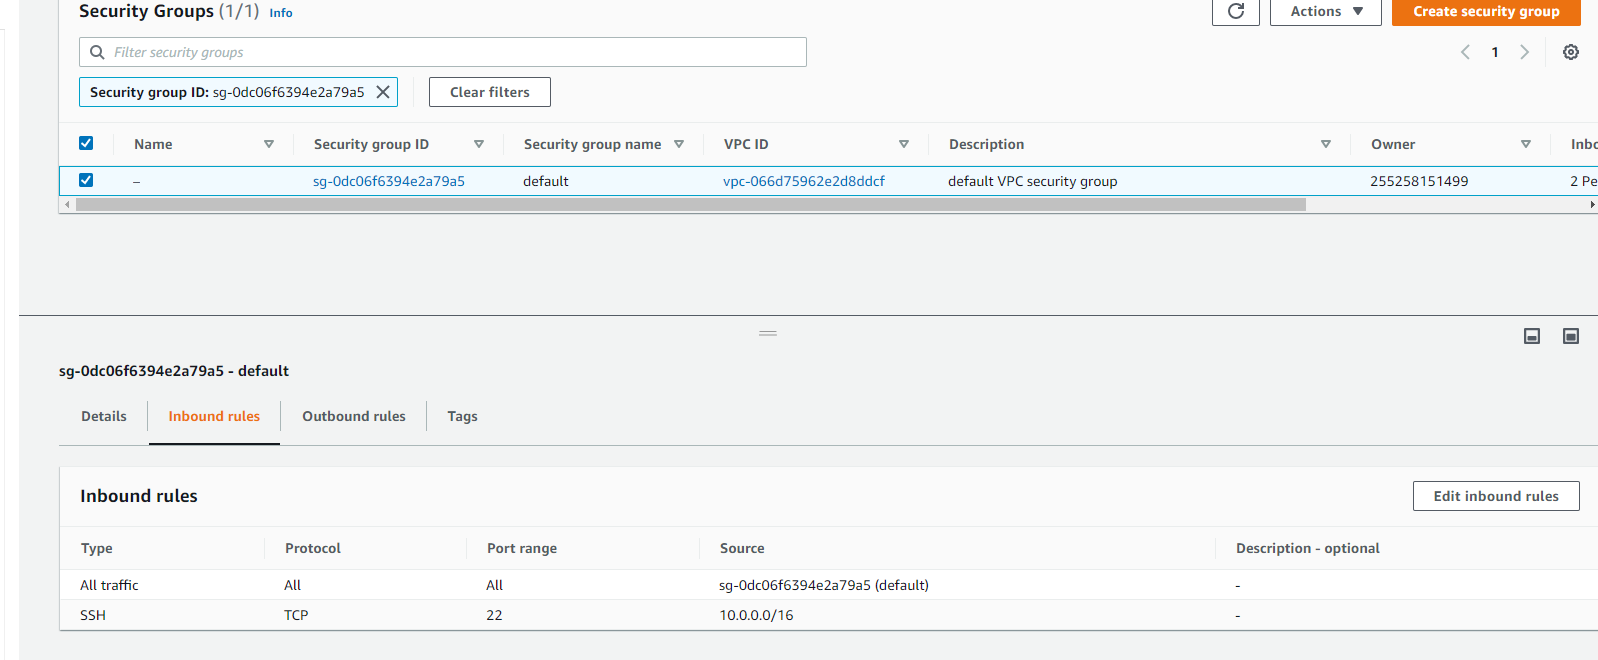 Security Groups (1/1) Info
Actions
Create security group
Filter security groups
1
Security group ID: sg-0dc06f6394e2a79a5
Clear filters
Name Security group ID Security group name VPC ID Description Owner
– sg-0dc06f6394e2a79a5 default vpc-066d75962e2d8ddcf default VPC security group 255258151499
sg-0dc06f6394e2a79a5 - default
Details Inbound rules Outbound rules Tags
Inbound rules
Edit inbound rules
Type Protocol Port range Source Description - optional
All traffic All All sg-0dc06f6394e2a79a5 (default) -
SSH TCP 22 10.0.0.0/16 -